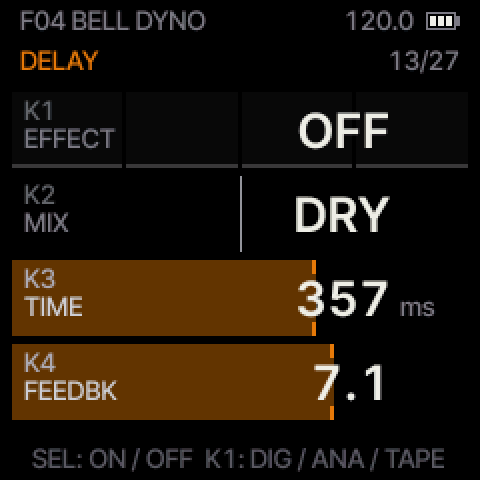 F04 BELL DYNO 120.0
DELAY 13/27
K1
EFFECT OFF
K2
MIX DRY
K3
TIME 357 ms
K4
FEEDBK 7.1
SEL: ON / OFF K1: DIG / ANA / TAPE